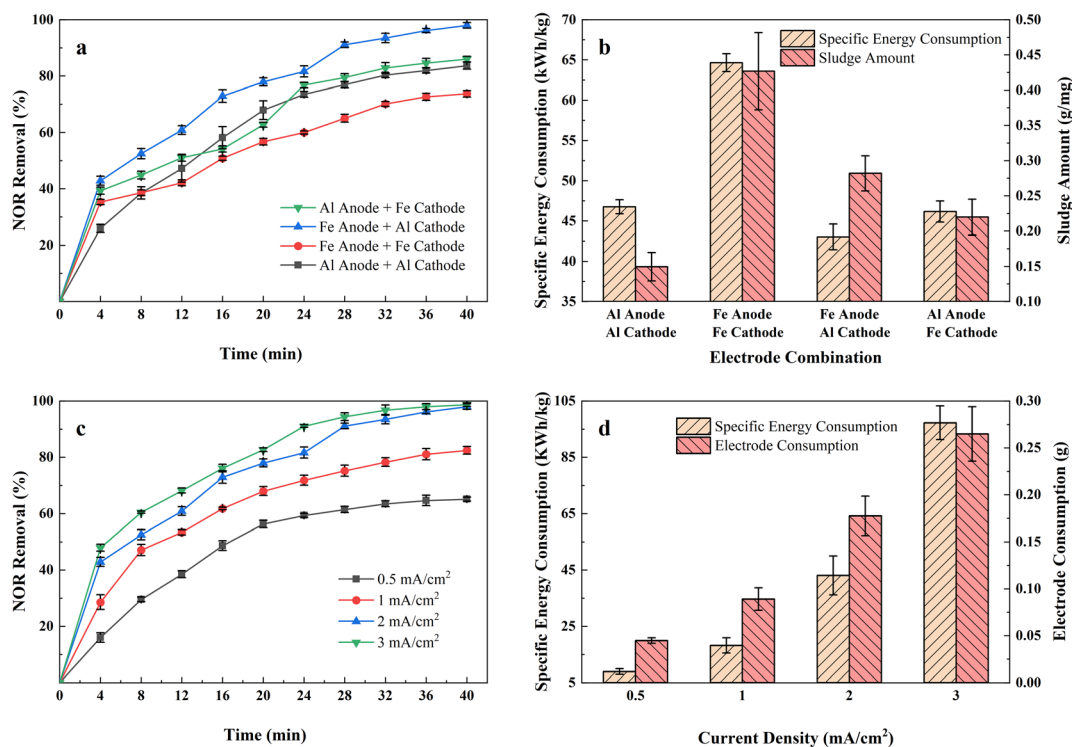 a
NOR Removal (%)
100
80
60
40
20
0 4 8 12 16 20 24 28 32 36 40
Time (min)
Al Anode + Fe Cathode
Fe Anode + Al Cathode
Fe Anode + Fe Cathode
Al Anode + Al Cathode
b
Specific Energy Consumption (kWh/kg)
70
65
60
55
50
45
40
35
Specific Energy Consumption
Sludge Amount
0.50
0.45
0.40
0.35
0.30
0.25
0.20
0.15
0.10
Sludge Amount (g/mg)
Al Anode Fe Anode Fe Anode Al Anode
Al Cathode Fe Cathode Al Cathode Fe Cathode
Electrode Combination
c
NOR Removal (%)
100
80
60
40
20
0 4 8 12 16 20 24 28 32 36 40
Time (min)
0.5 mA/cm²
1 mA/cm²
2 mA/cm²
3 mA/cm²
d
Specific Energy Consumption (KWh/kg)
105
85
65
45
25
5
Specific Energy Consumption
Electrode Consumption
0.30
0.25
0.20
0.15
0.10
0.05
0.00
Electrode Consumption (g)
0.5 1 2 3
Current Density (mA/cm²)